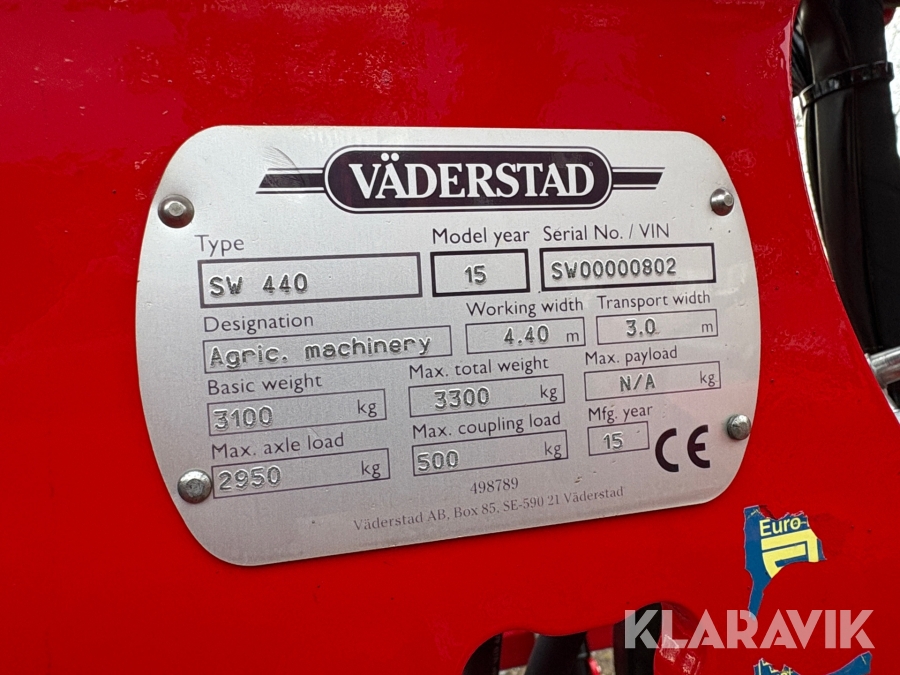 VÄDERSTAD
Type Model year Serial No. / VIN
SW 440 15 SW00000802
Designation Working width Transport width
Agric. machinery 4.40 m 3.0 m
Basic weight Max. total weight Max. payload
3100 kg 3300 kg N/A kg
Max. axle load Max. coupling load Mfg. year
2950 kg 500 kg 15 CE
498789
Väderstad AB, Box 85, SE-590 21 Väderstad
Euro
KLARAVIK